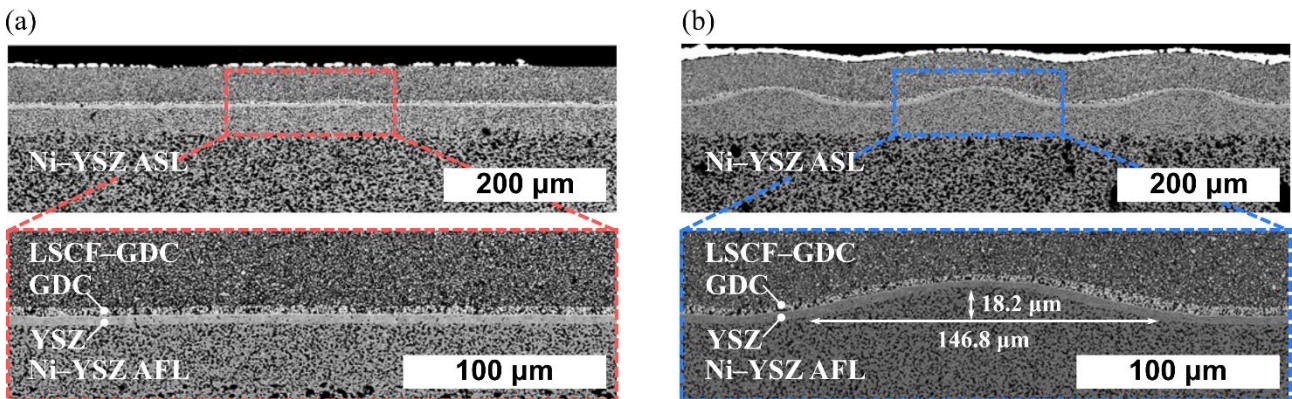 (a)
Ni–YSZ ASL
200 μm
LSCF–GDC
GDC
YSZ
Ni–YSZ AFL
100 μm
(b)
Ni–YSZ ASL
200 μm
LSCF–GDC
GDC
18.2 μm
YSZ
146.8 μm
Ni–YSZ AFL
100 μm